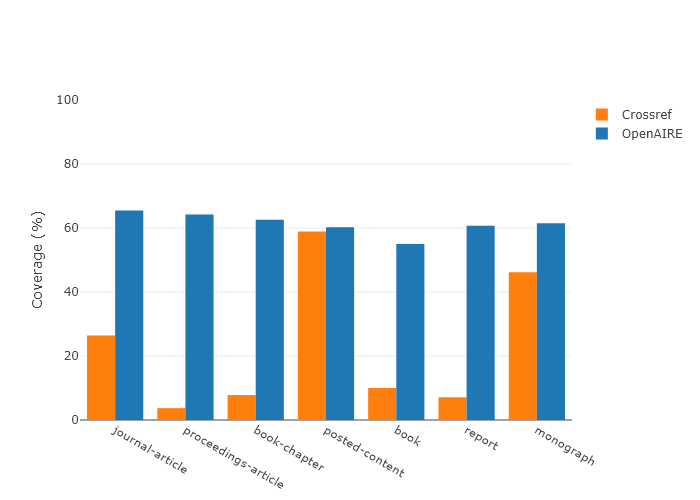 100
80
60
40
20
0
Coverage (%)
journal-article
proceedings-article
book-chapter
posted-content
book
report
monograph
Crossref
OpenAIRE